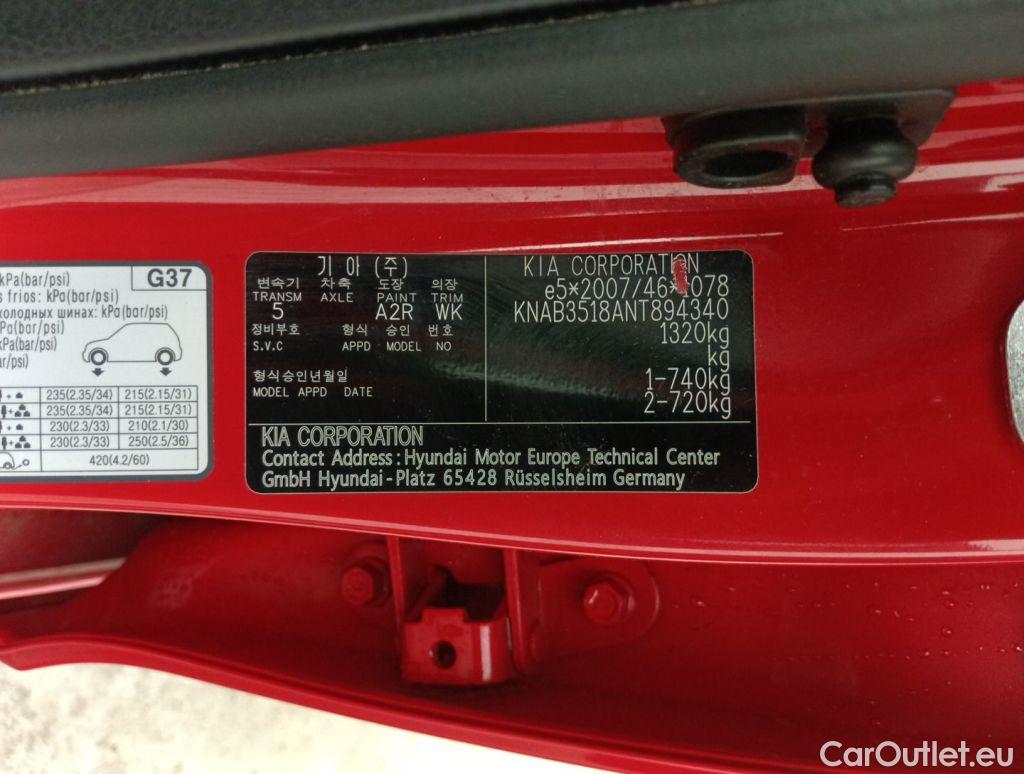 kPa(bar/psi) G37
s frios: kPa(bar/psi)
холодных шинах: kPa(bar/psi)
kPa(bar/psi)
/psi)
235(2.35/34) 215(2.15/31)
235(2.35/34) 215(2.15/31)
230(2.3/33) 210(2.1/30)
230(2.3/33) 250(2.5/36)
420(4.2/60)
기아 (주)
변속기 차축 도장 의장
TRANSM AXLE PAINT TRIM
5 A2R WK
정비부호 형식 승인 번호
S.V.C APPD MODEL NO
형식승인년월일
MODEL APPD DATE
KIA CORPORATION
e5*2007/46* 078
KNAB3518ANT894340
1320kg
kg
1-740kg
2-720kg
KIA CORPORATION
Contact Address : Hyundai Motor Europe Technical Center
GmbH Hyundai-Platz 65428 Rüsselsheim Germany
CarOutlet.eu